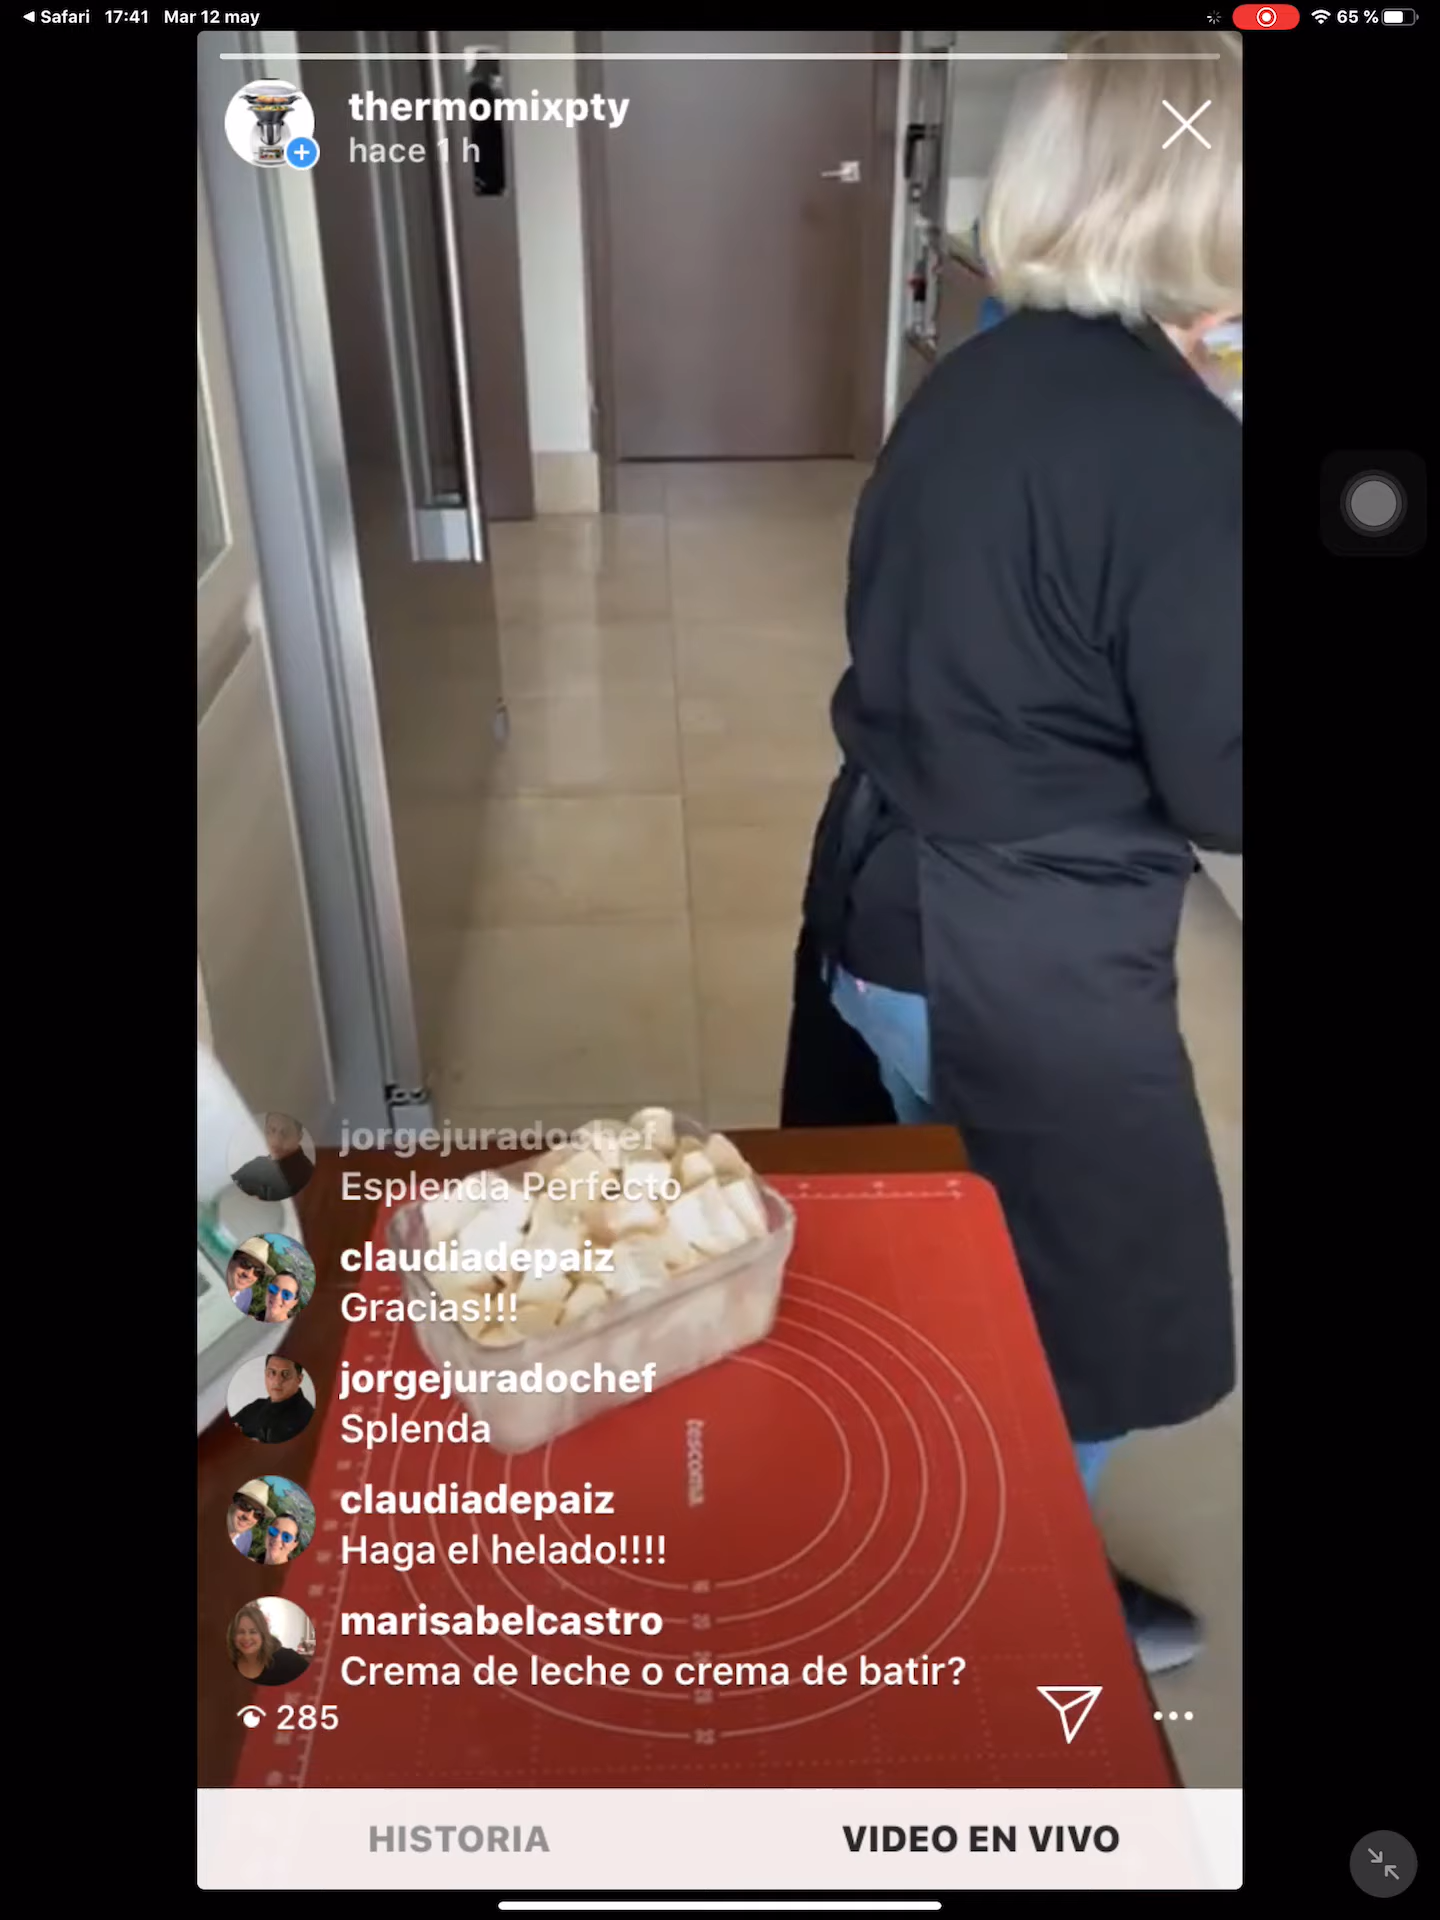 Safari 17:41 Mar 12 may 65 %
thermomixpty
hace 1 h
jorgejuradochef
Esplenda Perfecto
claudiadepaiz
Gracias!!!
jorgejuradochef
Splenda
tescoma
claudiadepaiz
Haga el helado!!!!
marisabelcastro
Crema de leche o crema de batir?
285
HISTORIA
VIDEO EN VIVO